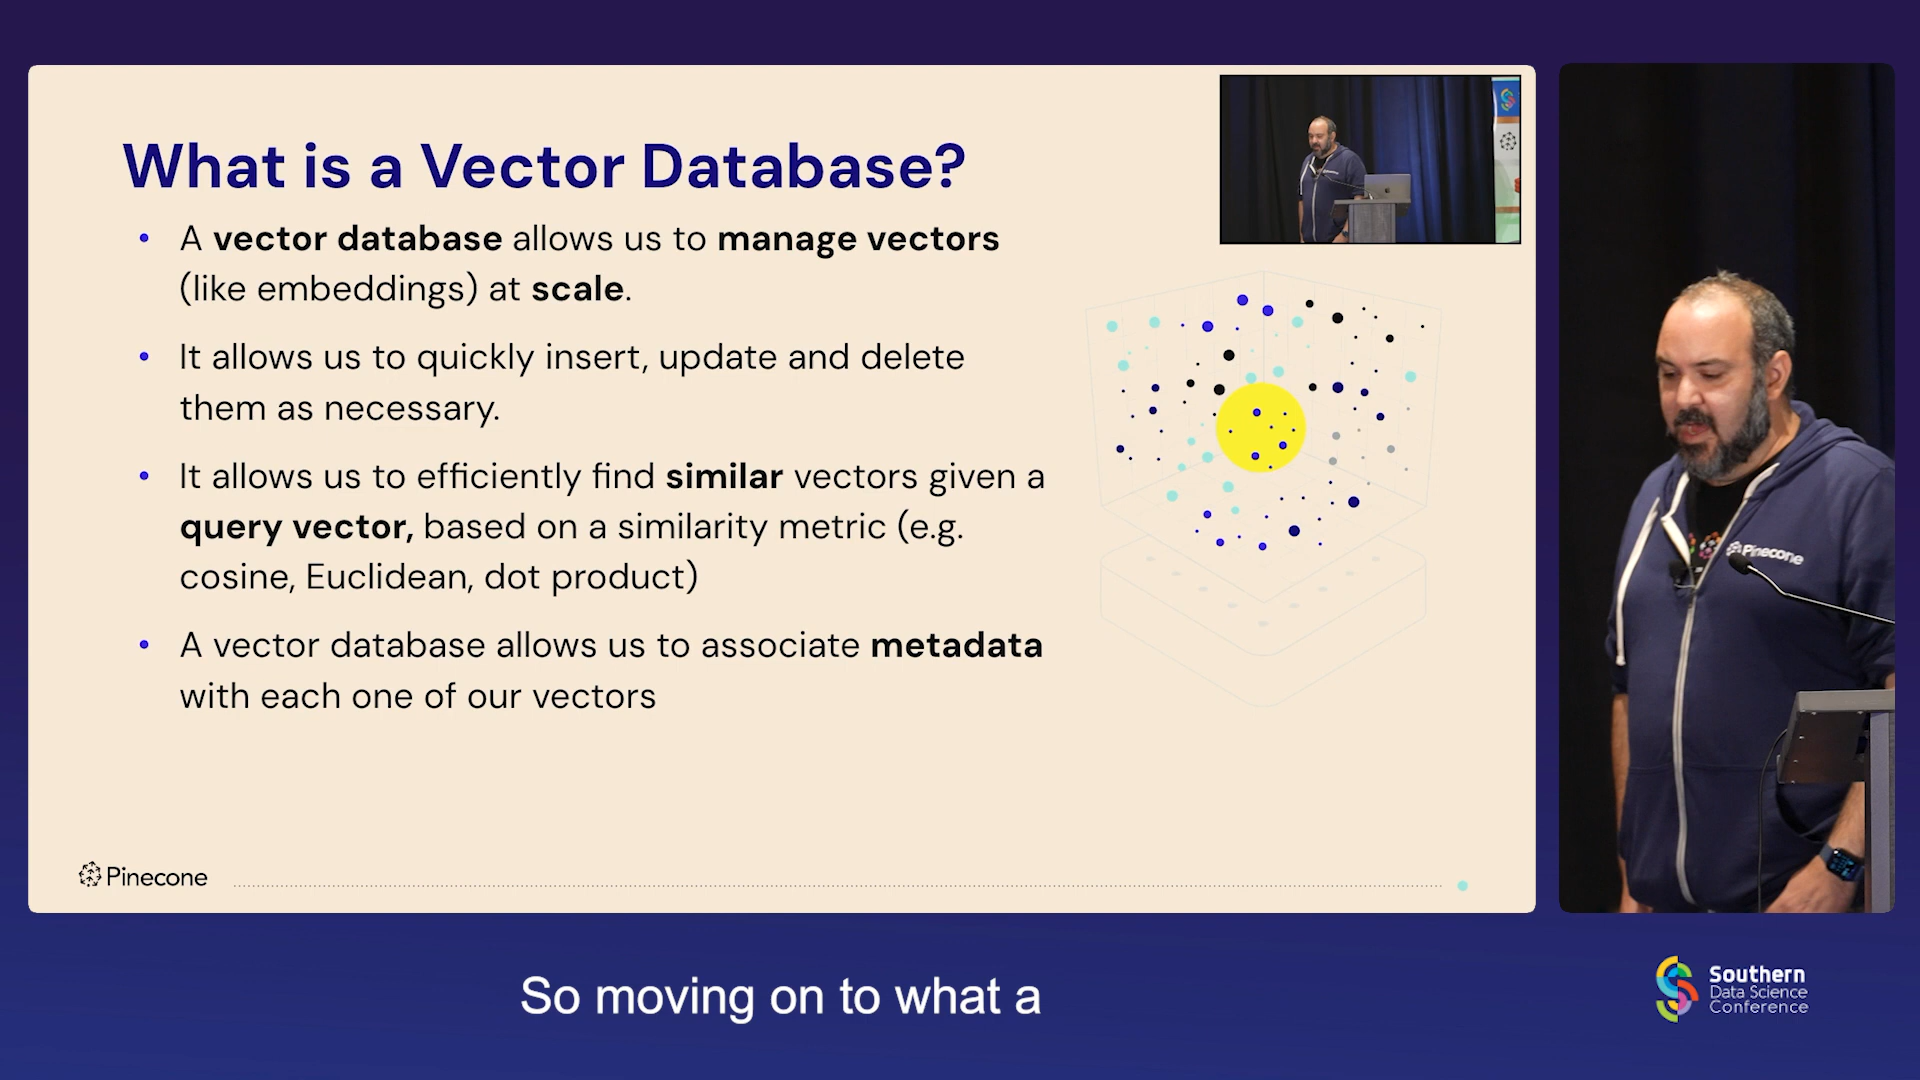 What is a Vector Database?
• A vector database allows us to manage vectors
(like embeddings) at scale.
• It allows us to quickly insert, update and delete
them as necessary.
• It allows us to efficiently find similar vectors given a
query vector, based on a similarity metric (e.g.
cosine, Euclidean, dot product)
• A vector database allows us to associate metadata
with each one of our vectors
Pinecone
Pinecone
So moving on to what a
Southern
Data Science
Conference